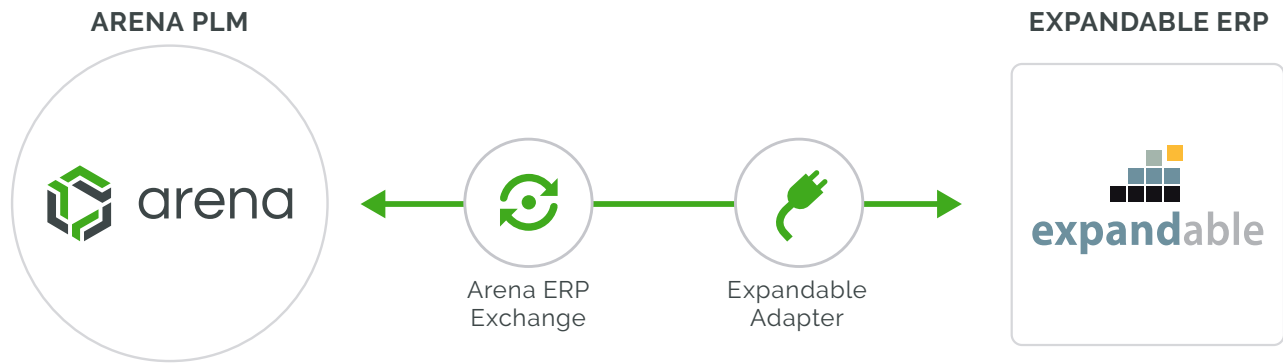 ARENA PLM
EXPANDABLE ERP
arena
expandable
Arena ERP
Exchange
Expandable
Adapter